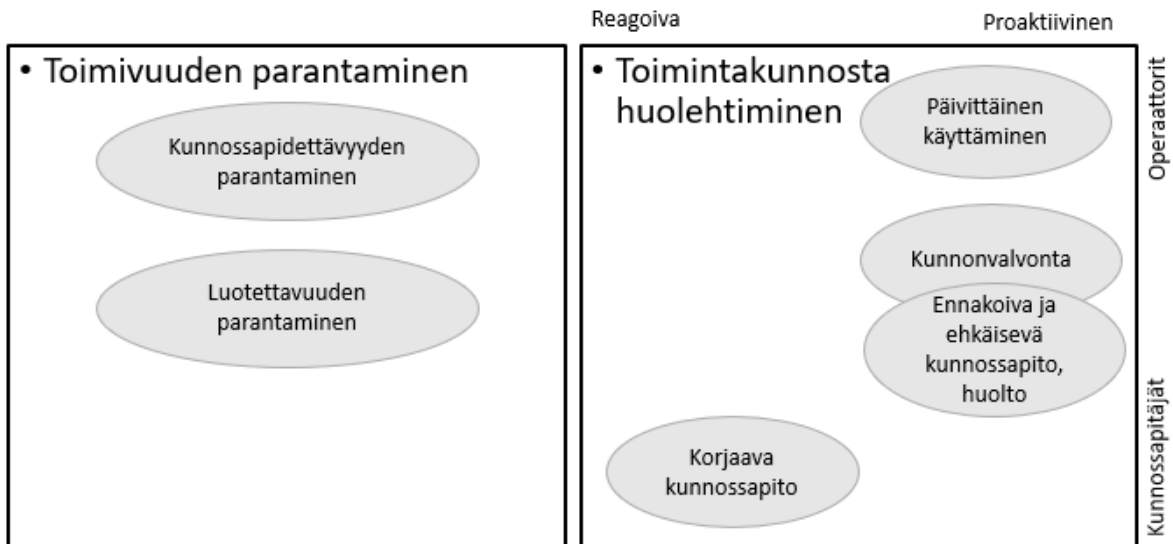 Reagoiva
Proaktiivinen
• Toimivuuden parantaminen
Kunnossapidettävyyden
parantaminen
Luotettavuuden
parantaminen
• Toimintakunnosta
huolehtiminen
Päivittäinen
käyttäminen
Kunnonvalvonta
Ennakoiva ja
ehkäisevä
kunnossapito,
huolto
Korjaava
kunnossapito
Operaattorit
Kunnossapitäjät